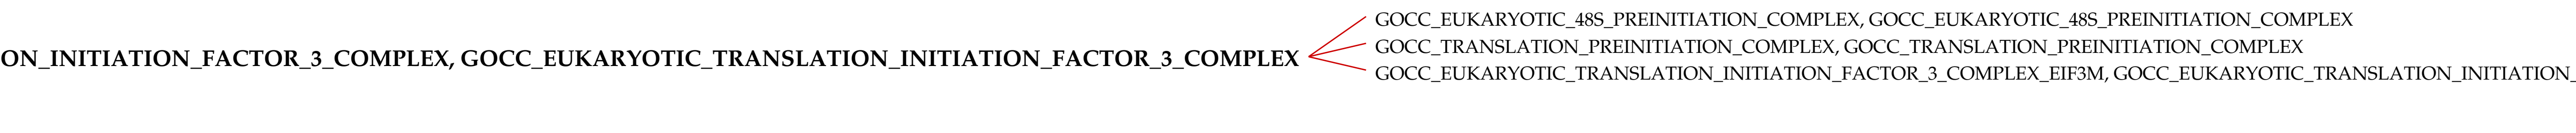 GOCC_EUKARYOTIC_48S_PREINITIATION_COMPLEX, GOCC_EUKARYOTIC_48S_PREINITIATION_COMPLEX
GOCC_TRANSLATION_PREINITIATION_COMPLEX, GOCC_TRANSLATION_PREINITIATION_COMPLEX
ON_INITIATION_FACTOR_3_COMPLEX, GOCC_EUKARYOTIC_TRANSLATION_INITIATION_FACTOR_3_COMPLEX
GOCC_EUKARYOTIC_TRANSLATION_INITIATION_FACTOR_3_COMPLEX_EIF3M, GOCC_EUKARYOTIC_TRANSLATION_INITIATION_